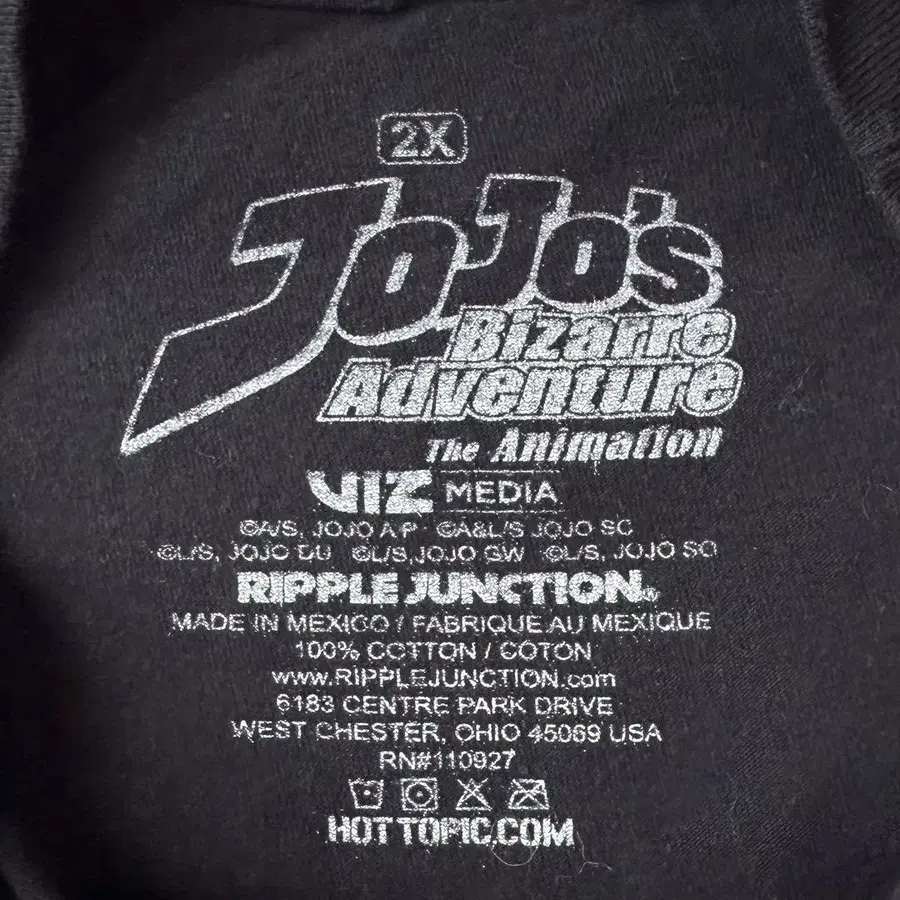 2X
JoJo's
Bizarre
Adventure
The Animation
VIZ MEDIA
©A/S, JOJO A.P ©A&L/S JOJO SC
©L/S, JOJO DU ©L/S,JOJO GW ©L/S, JOJO SO
RIPPLE JUNCTION®
MADE IN MEXICO / FABRIQUE AU MEXIQUE
100% COTTON / COTON
www.RIPPLEJUNCTION.com
6183 CENTRE PARK DRIVE
WEST CHESTER, OHIO 45069 USA
RN#110927
HOTTOPIC.COM